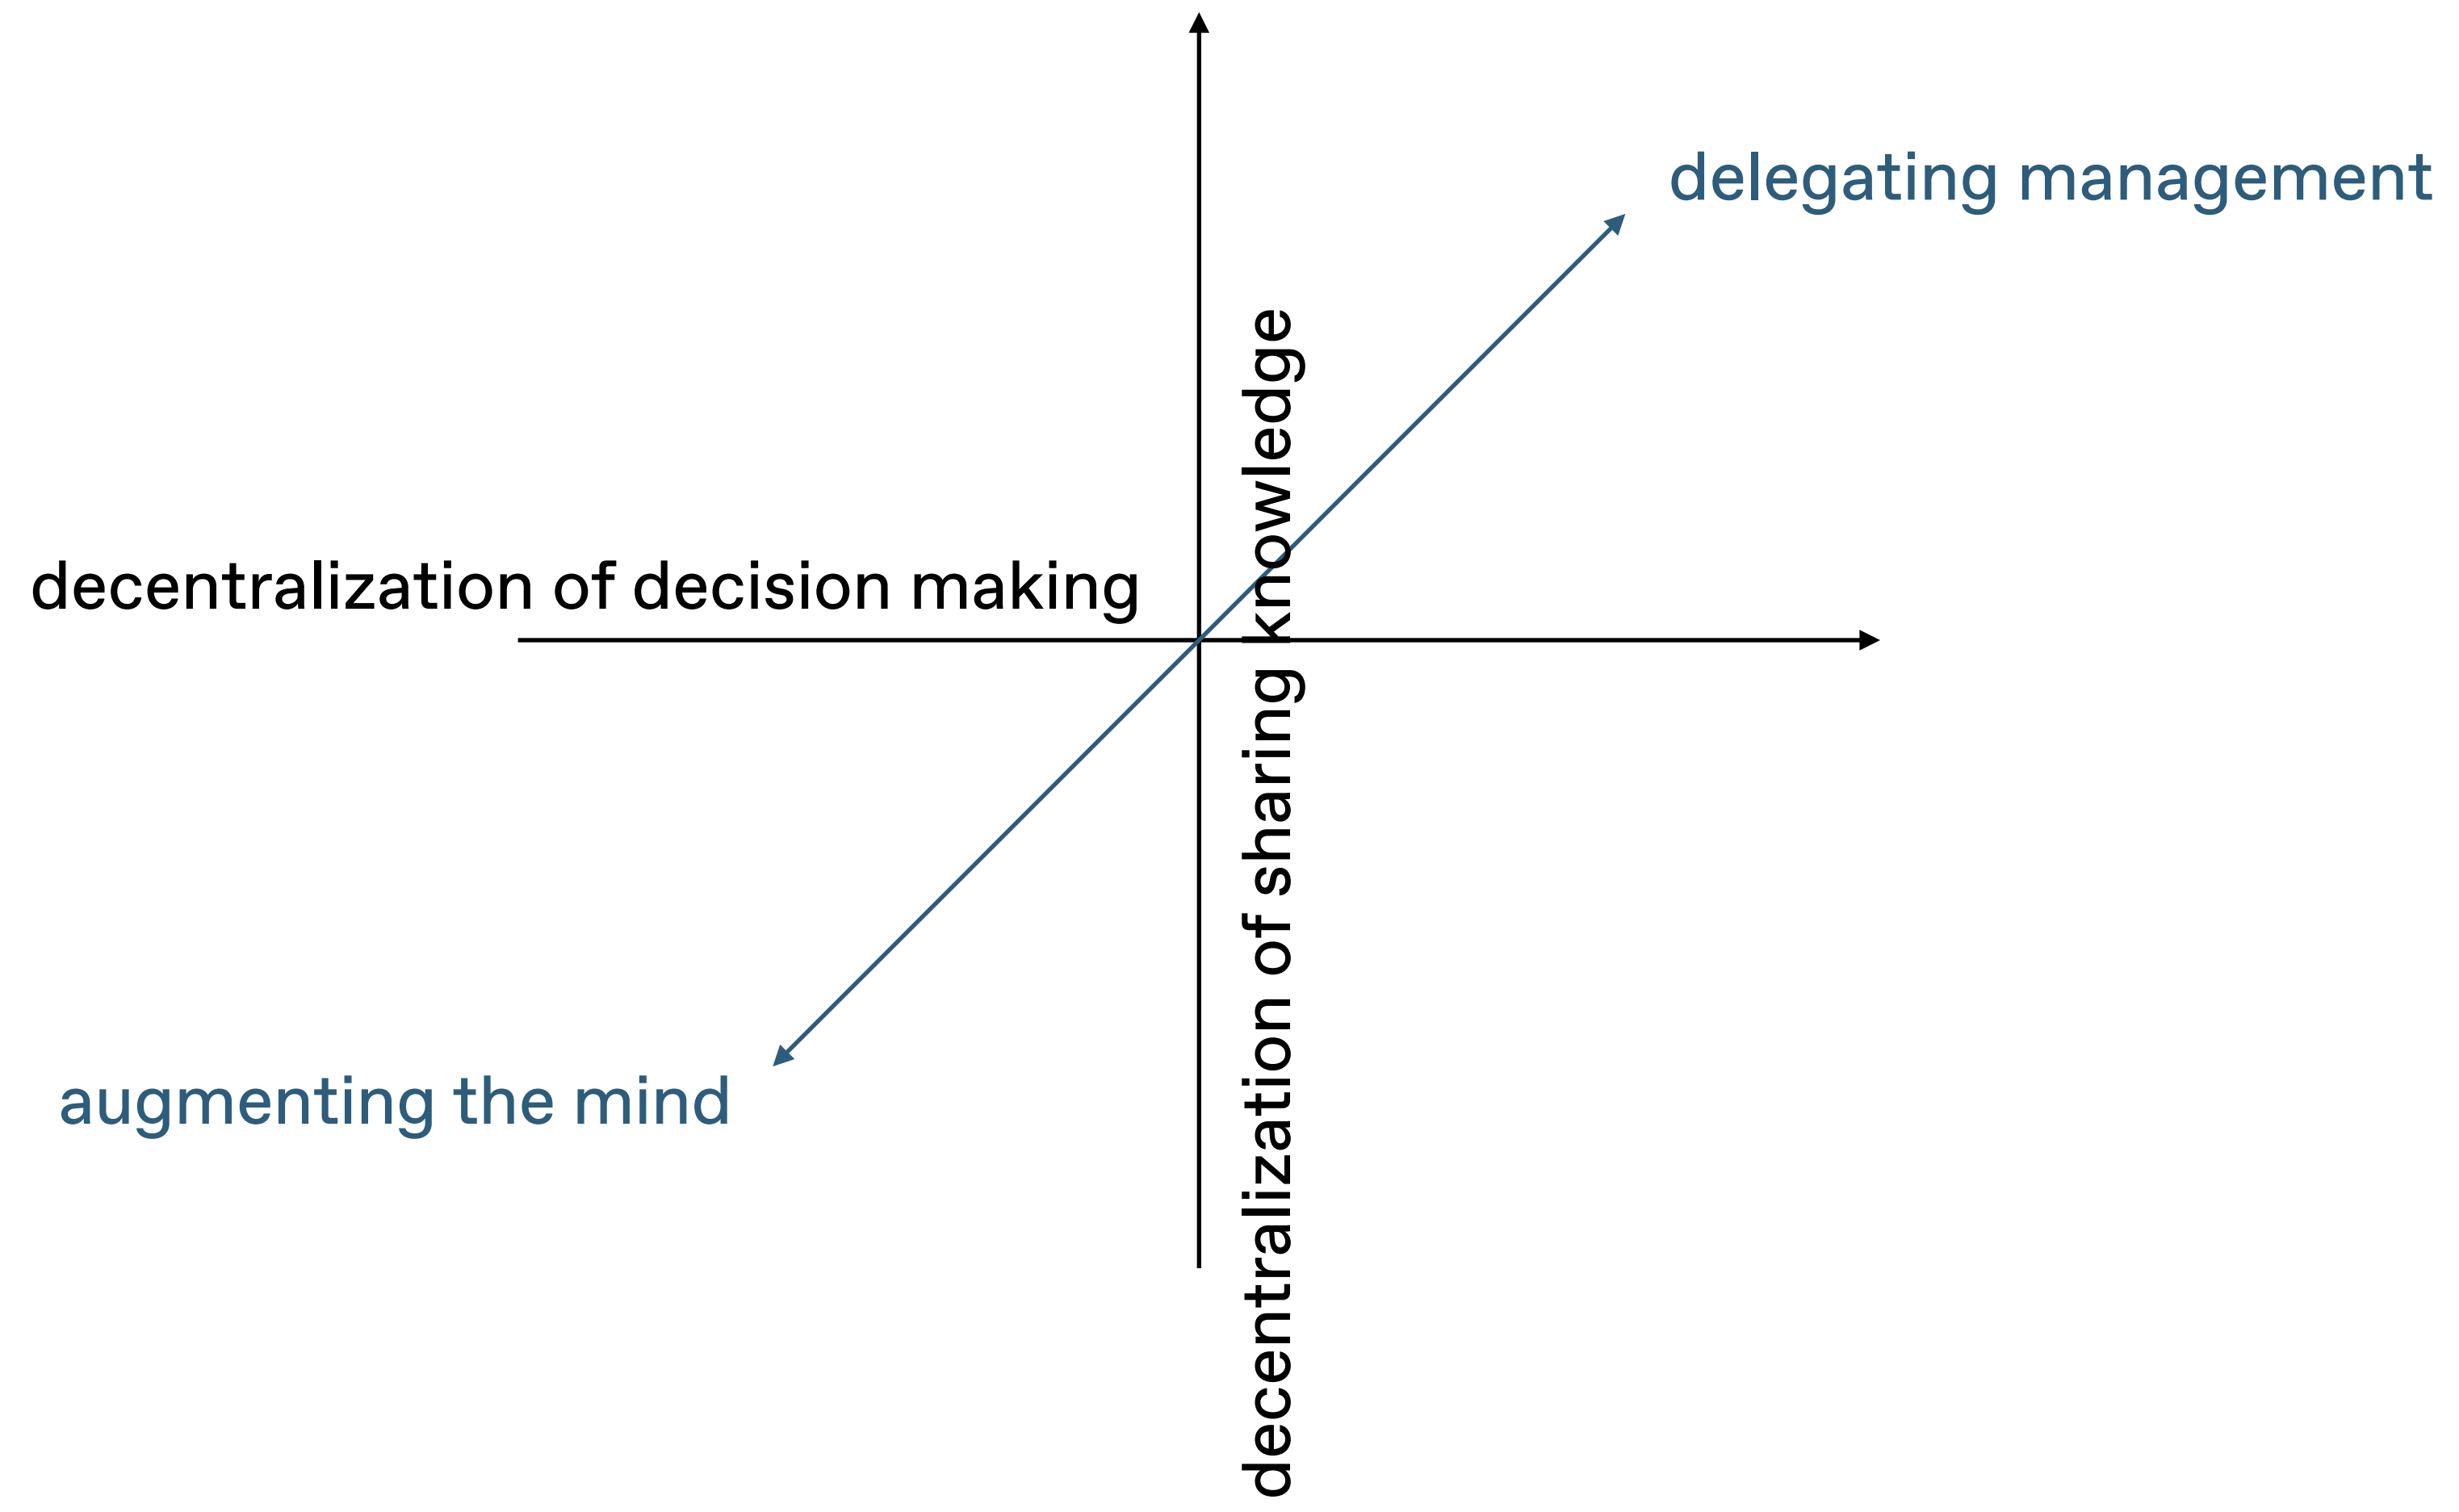 delegating management
decentralization of decision making
decentralization of sharing knowledge
augmenting the mind